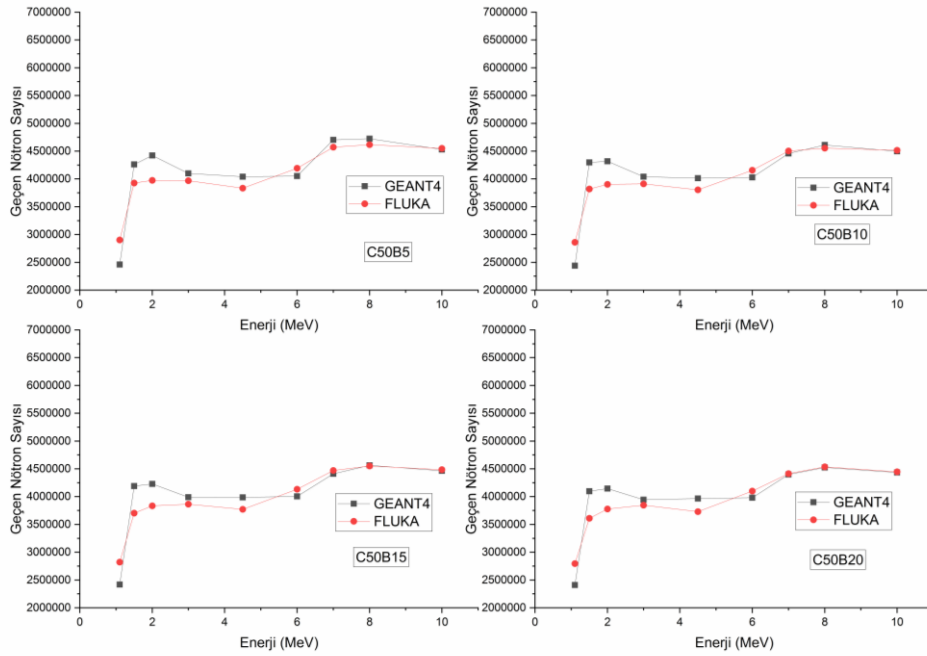 7000000
6500000
6000000
5500000
5000000
4500000
4000000
3500000
3000000
2500000
2000000
Geçen Nötron Sayısı
GEANT4
FLUKA
C50B5
0 2 4 6 8 10
Enerji (MeV)
7000000
6500000
6000000
5500000
5000000
4500000
4000000
3500000
3000000
2500000
2000000
Geçen Nötron Sayısı
GEANT4
FLUKA
C50B10
0 2 4 6 8 10
Enerji (MeV)
7000000
6500000
6000000
5500000
5000000
4500000
4000000
3500000
3000000
2500000
2000000
Geçen Nötron Sayısı
GEANT4
FLUKA
C50B15
0 2 4 6 8 10
Enerji (MeV)
7000000
6500000
6000000
5500000
5000000
4500000
4000000
3500000
3000000
2500000
2000000
Geçen Nötron Sayısı
GEANT4
FLUKA
C50B20
0 2 4 6 8 10
Enerji (MeV)